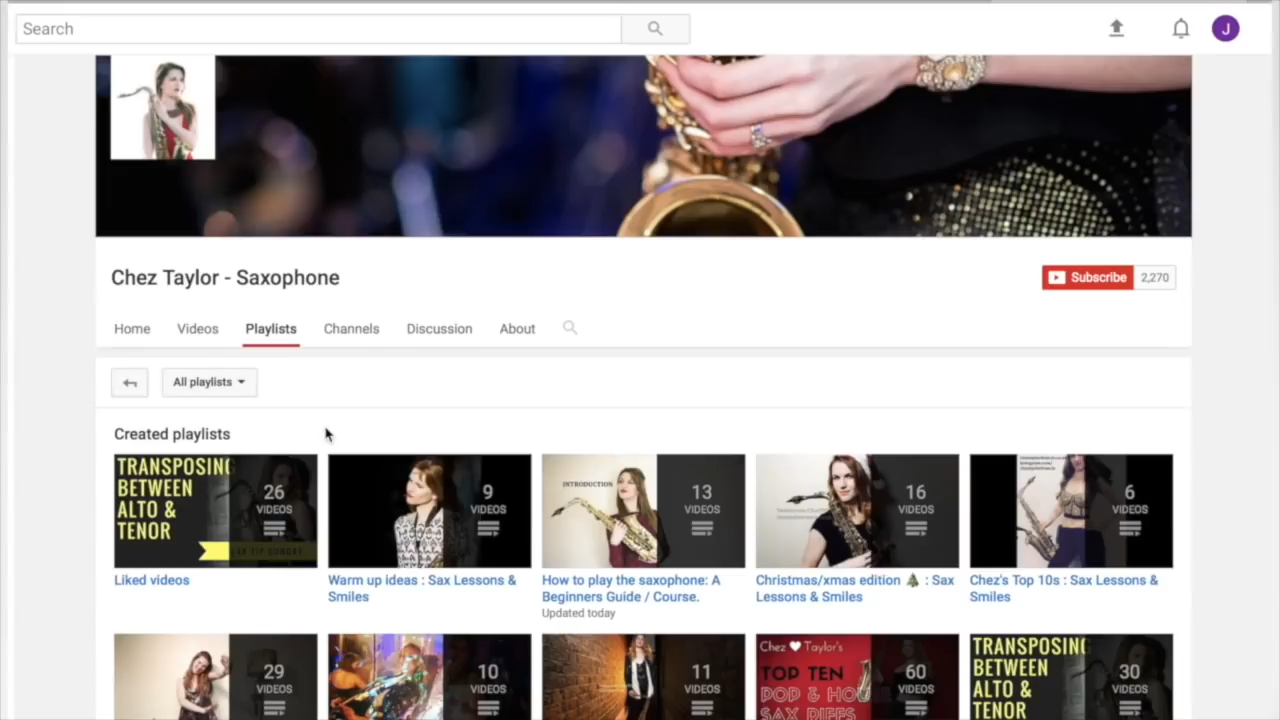 Search
J
Chez Taylor - Saxophone
Subscribe 2,270
Home Videos Playlists Channels Discussion About
All playlists
Created playlists
TRANSPOSING
BETWEEN
ALTO &
TENOR
26
VIDEOS
Liked videos
9
VIDEOS
Warm up ideas : Sax Lessons &
Smiles
INTRODUCTION
13
VIDEOS
How to play the saxophone: A
Beginners Guide / Course.
Updated today
16
VIDEOS
Christmas/xmas edition 🎄 : Sax
Lessons & Smiles
6
VIDEOS
Chez's Top 10s : Sax Lessons &
Smiles
29
VIDEOS
10
VIDEOS
11
VIDEOS
Chez ♥ Taylor's
TOP TEN
POP & HOU
SAX RIFFS
60
VIDEOS
TRANSPOSING
BETWEEN
ALTO &
TENOR
30
VIDEOS